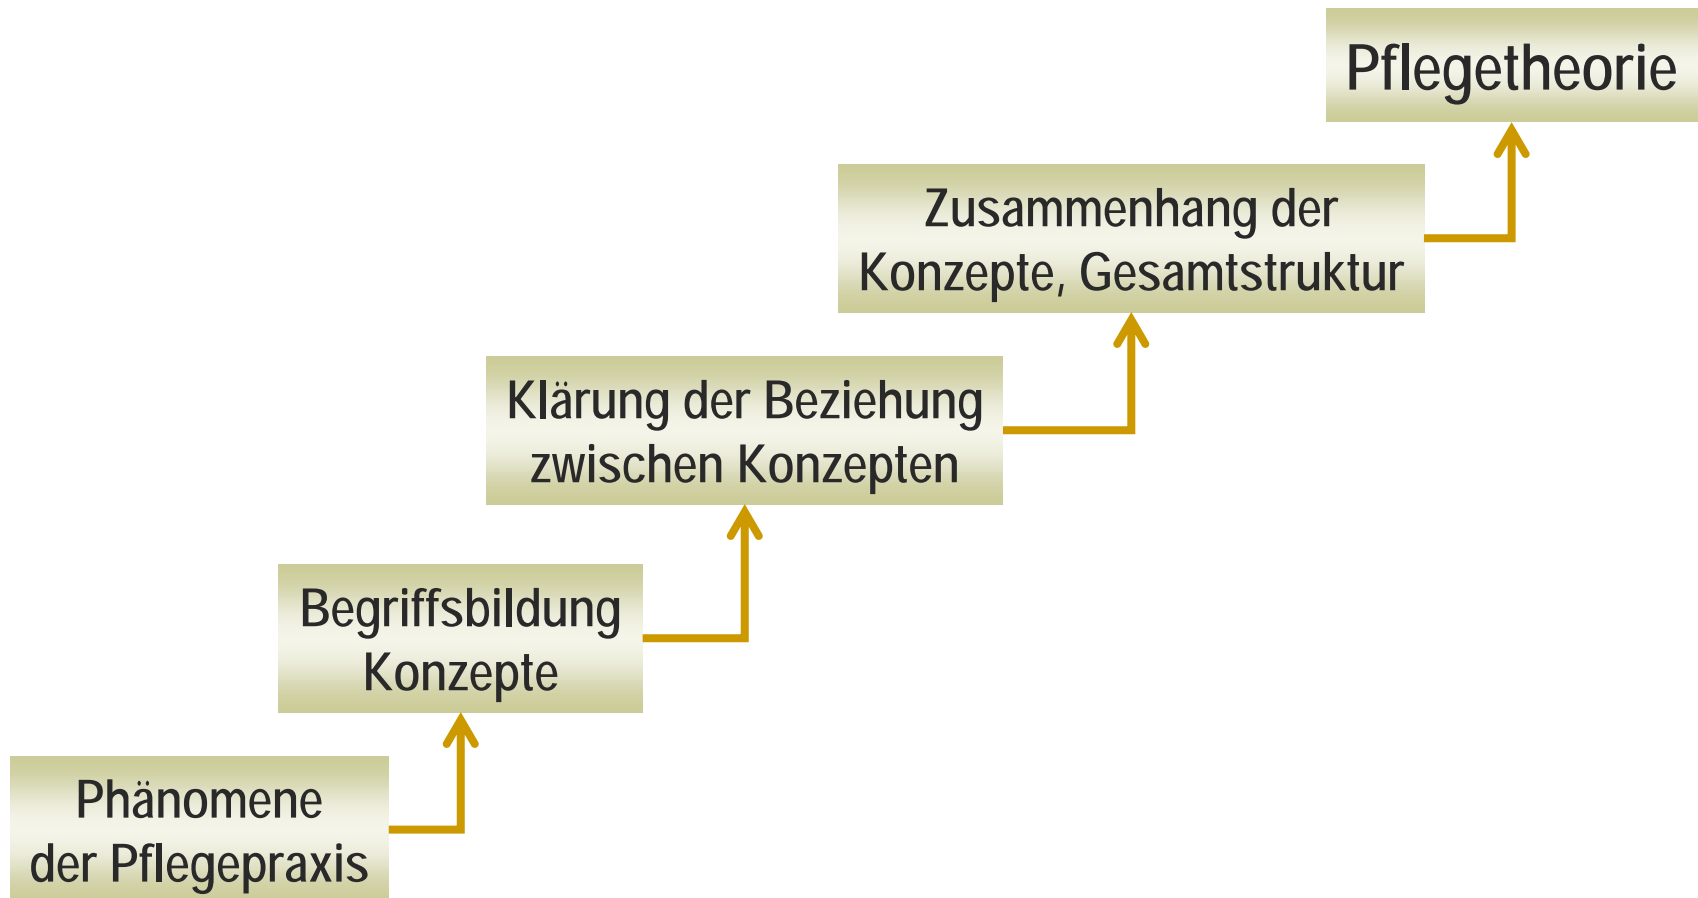 Pflegetheorie
Zusammenhang der
Konzepte, Gesamtstruktur
Klärung der Beziehung
zwischen Konzepten
Begriffsbildung
Konzepte
Phänomene
der Pflegepraxis